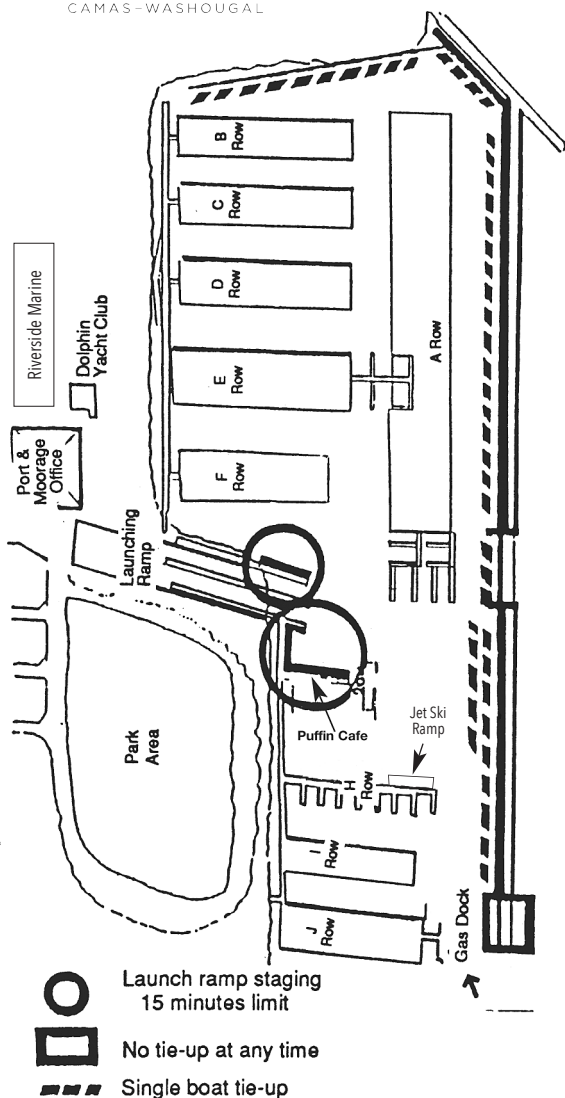 CAMAS–WASHOUGAL
B
Row
C
Row
D
Row
E
Row
F
Row
A Row
Riverside Marine
Dolphin
Yacht Club
Port &
Moorage
Office
Launching
Ramp
Park
Area
Puffin Cafe
Jet Ski
Ramp
H
Row
I
Row
J
Row
Gas Dock
Launch ramp staging
15 minutes limit
No tie-up at any time
Single boat tie-up